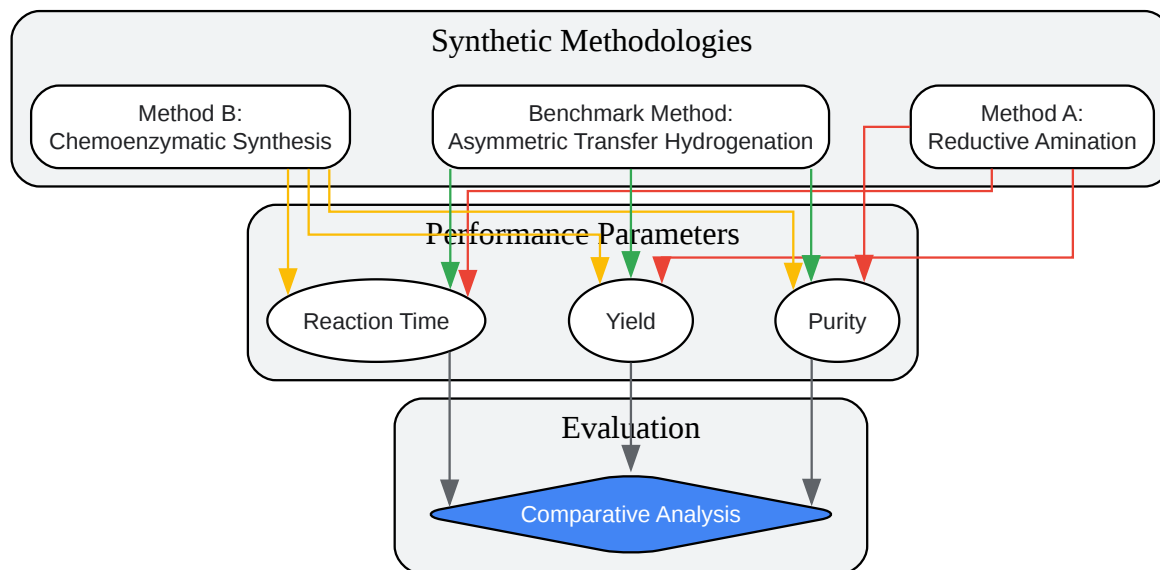 Synthetic Methodologies
Method B:
Chemoenzymatic Synthesis
Benchmark Method:
Asymmetric Transfer Hydrogenation
Method A:
Reductive Amination
Performance Parameters
Reaction Time
Yield
Purity
Evaluation
Comparative Analysis